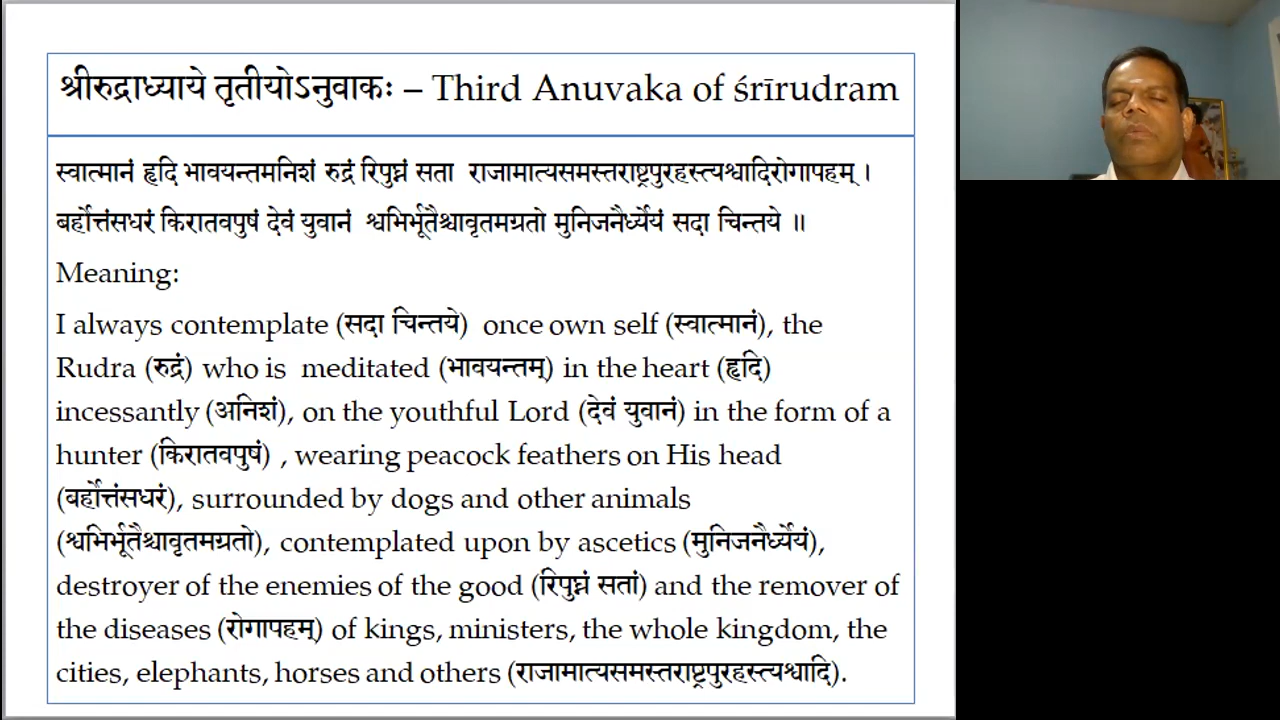 श्रीरुद्राध्याये तृतीयोऽनुवाकः – Third Anuvaka of śrīrudram
स्वात्मानं हृदि भावयन्तमनिशं रुद्रं रिपुघ्नं सता राजामात्यसमस्तराष्ट्रपुरहस्त्यश्वादिरोगापहम् ।
बर्होत्तंसधरं किरातवपुषं देवं युवानं श्वभिर्भूतैश्चावृतमग्रतो मुनिजनैर्ध्येयं सदा चिन्तये ॥
Meaning:
I always contemplate (सदा चिन्तये) once own self (स्वात्मानं), the
Rudra (रुद्रं) who is meditated (भावयन्तम्) in the heart (हृदि)
incessantly (अनिशं), on the youthful Lord (देवं युवानं) in the form of a
hunter (किरातवपुषं) , wearing peacock feathers on His head
(बर्होत्तंसधरं), surrounded by dogs and other animals
(श्वभिर्भूतैश्चावृतमग्रतो), contemplated upon by ascetics (मुनिजनैर्ध्येयं),
destroyer of the enemies of the good (रिपुघ्नं सतां) and the remover of
the diseases (रोगापहम्) of kings, ministers, the whole kingdom, the
cities, elephants, horses and others (राजामात्यसमस्तराष्ट्रपुरहस्त्यश्वादि).